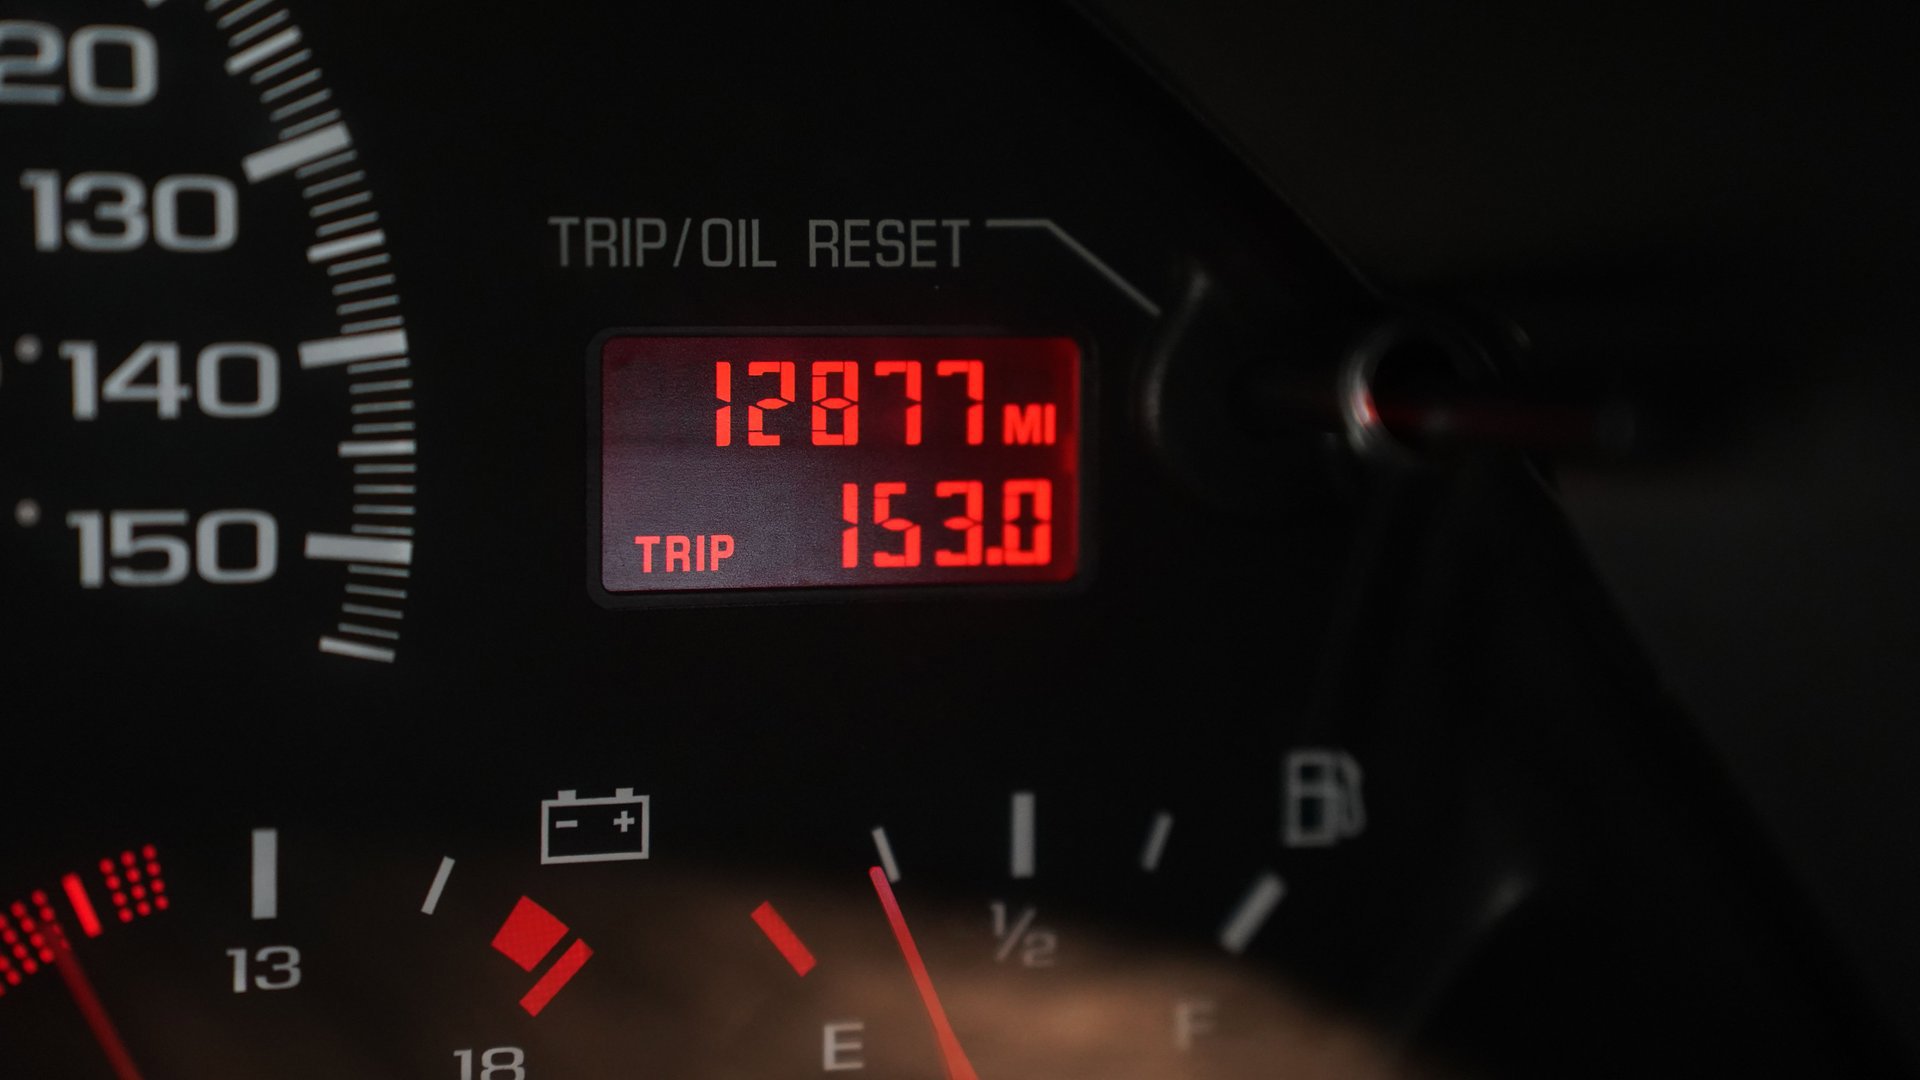 20
130
140
150
TRIP/OIL RESET
12877 MI
TRIP 153.0
- +
13
18
E
1/2
F